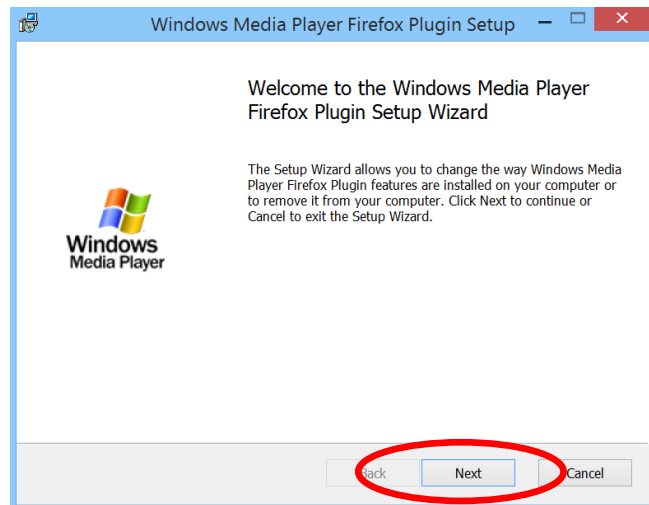 Windows Media Player Firefox Plugin Setup
Welcome to the Windows Media Player
Firefox Plugin Setup Wizard
The Setup Wizard allows you to change the way Windows Media
Player Firefox Plugin features are installed on your computer or
to remove it from your computer. Click Next to continue or
Cancel to exit the Setup Wizard.
Windows
Media Player
Back Next Cancel